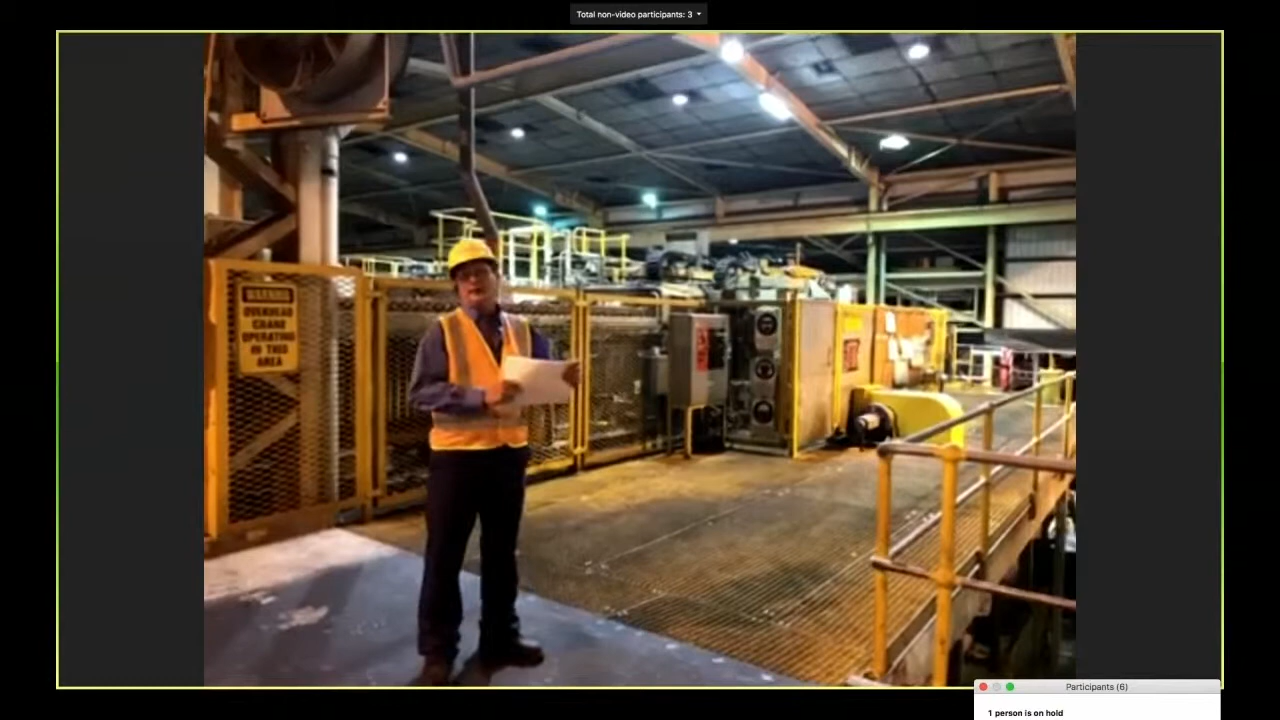 Total non-video participants: 3
WARNING
OVERHEAD
CRANE
OPERATING
IN THIS
AREA
Participants (6)
1 person is on hold